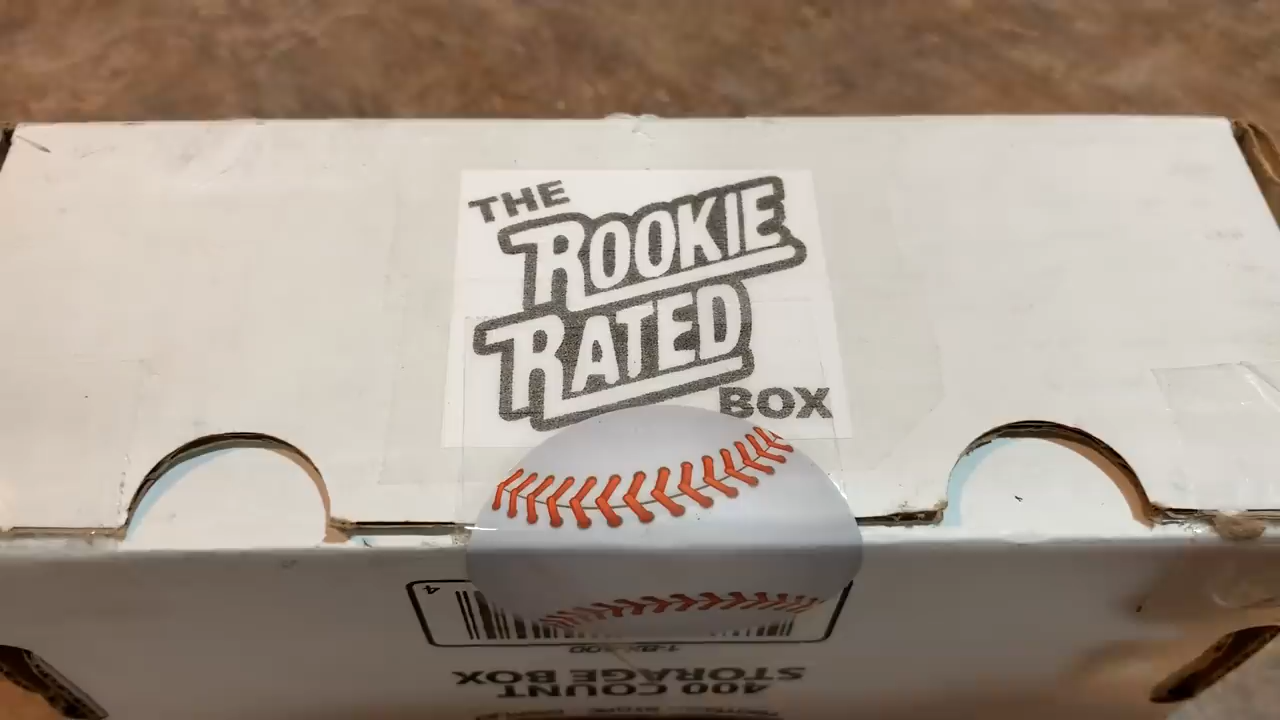 THE
ROOKIE
RATED
BOX
4
400 COUNT
STORAGE BOX